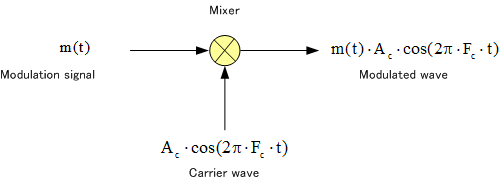 Mixer
m(t)
m(t)·A_c·cos(2π·F_c·t)
Modulation signal
Modulated wave
A_c·cos(2π·F_c·t)
Carrier wave